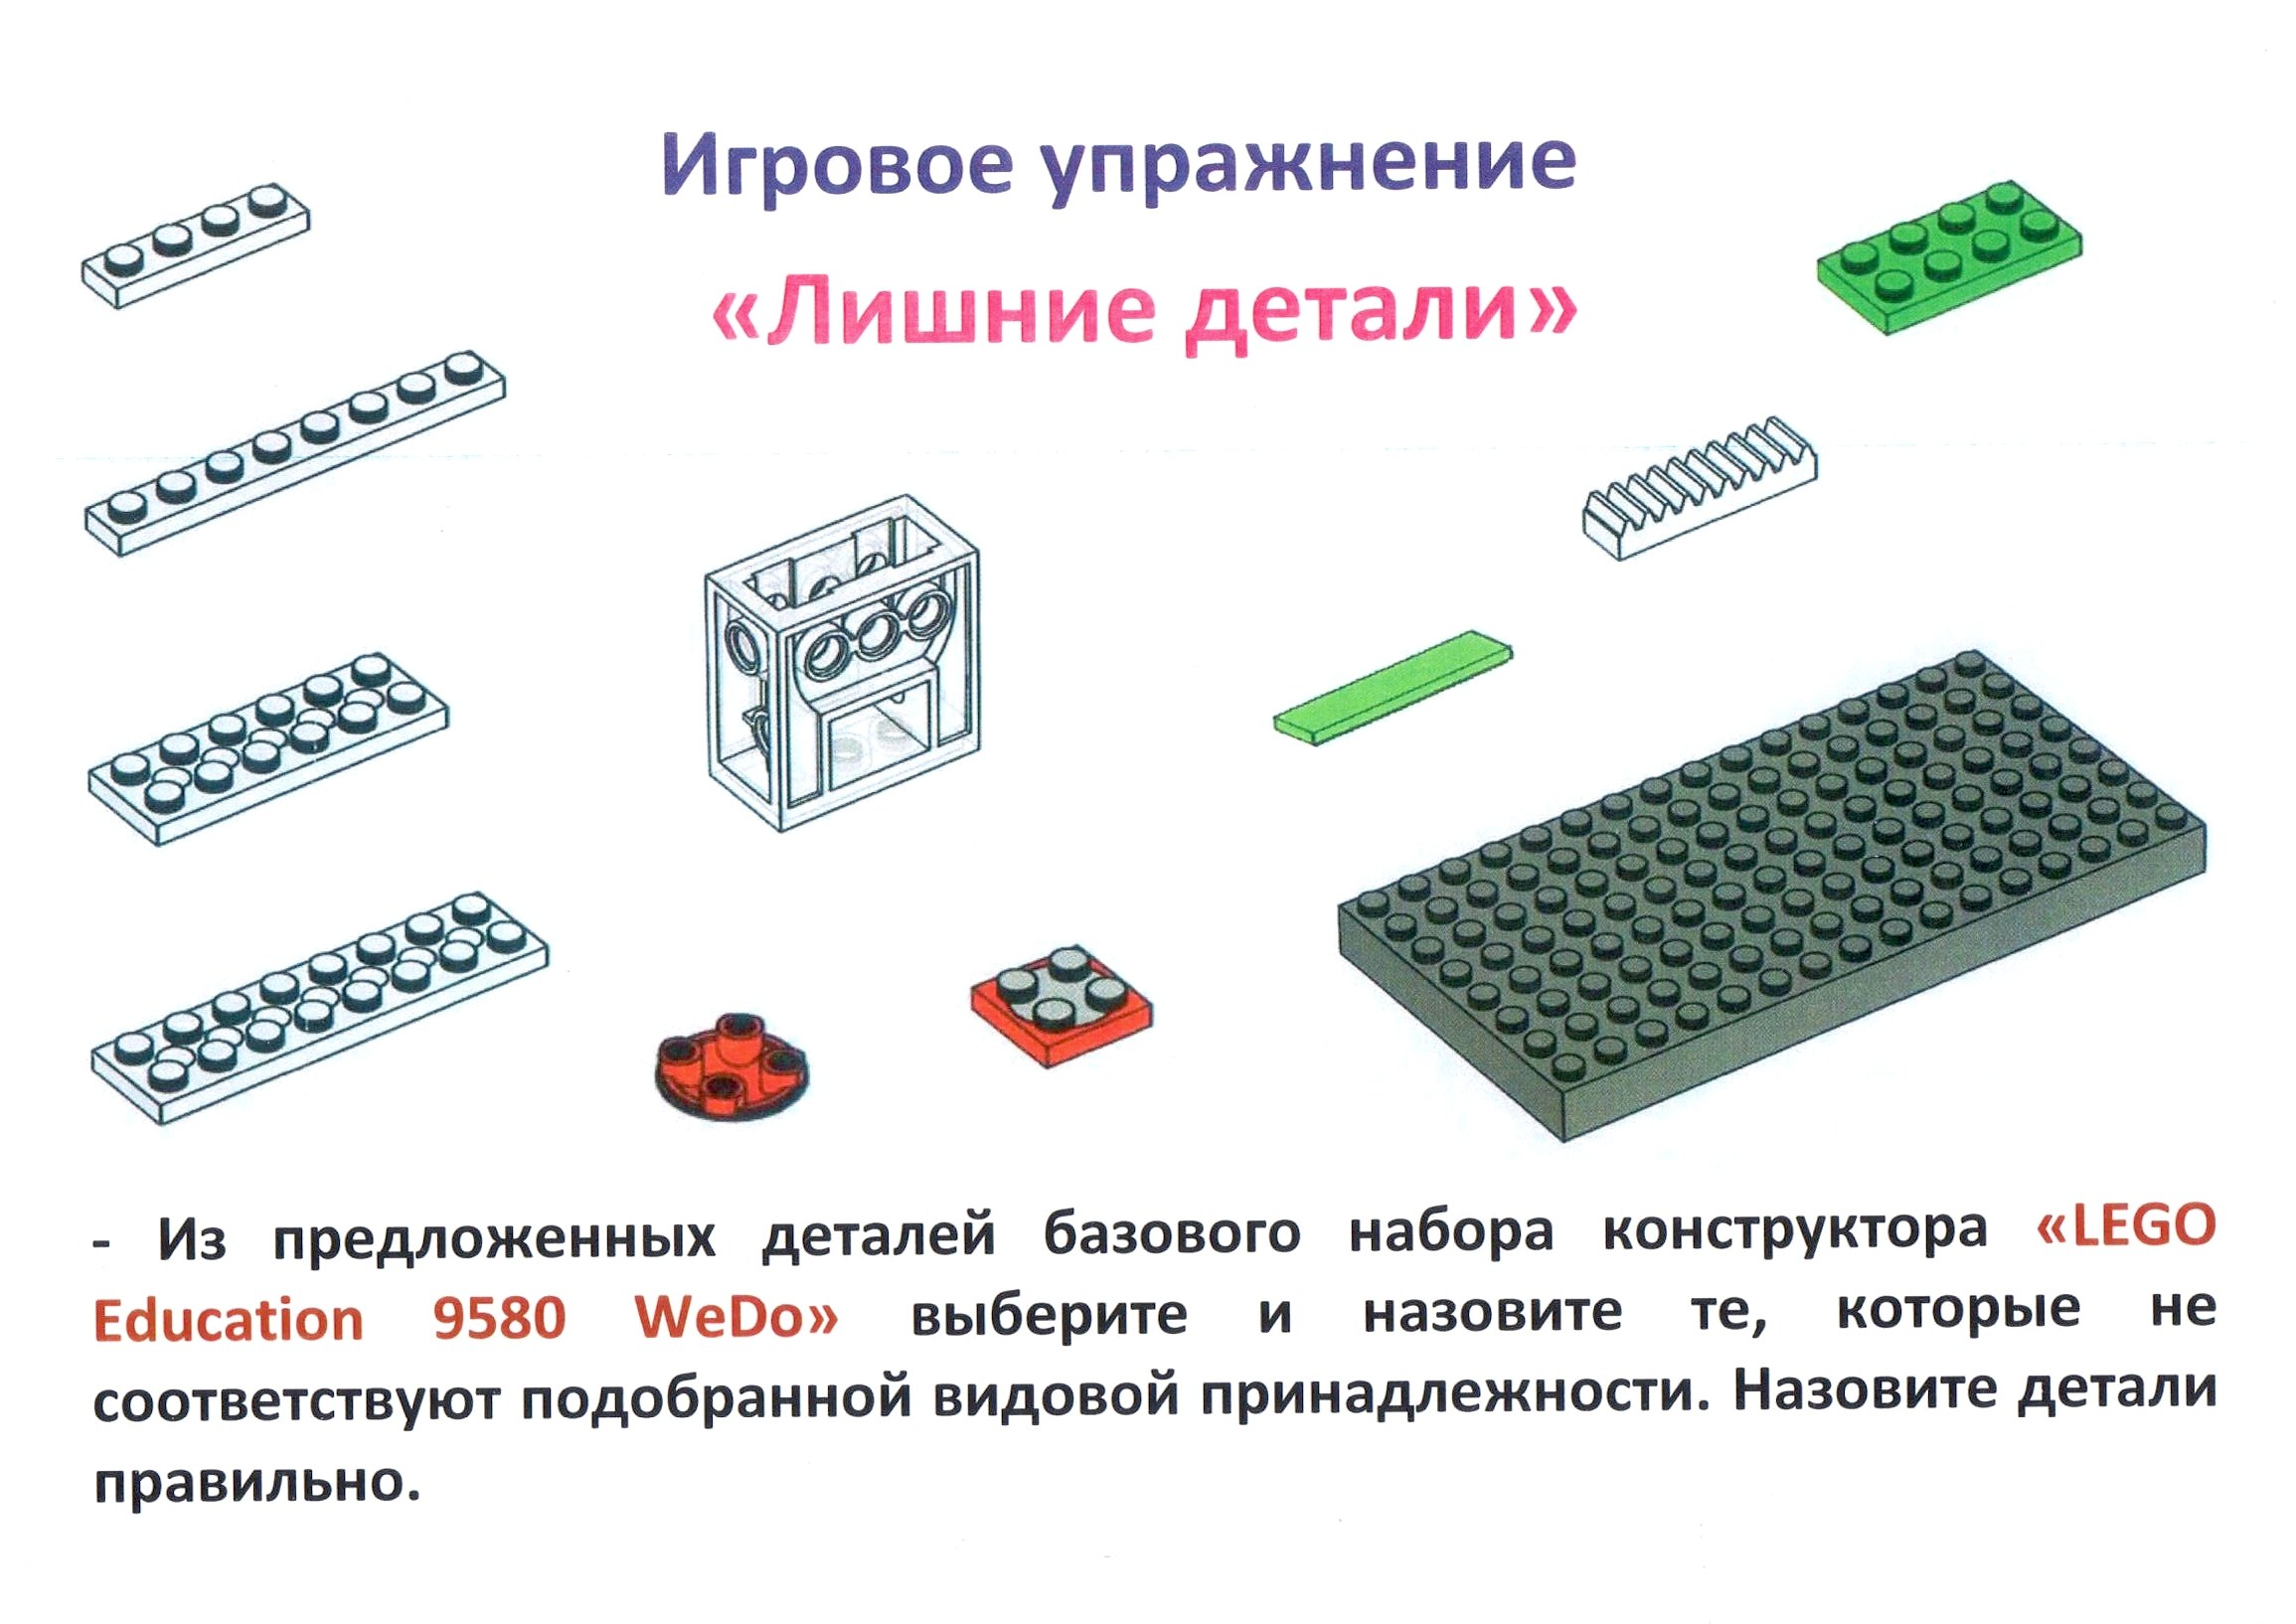 Игровое упражнение
«Лишние детали»
- Из предложенных деталей базового набора конструктора «LEGO
Education 9580 WeDo» выберите и назовите те, которые не
соответствуют подобранной видовой принадлежности. Назовите детали
правильно.